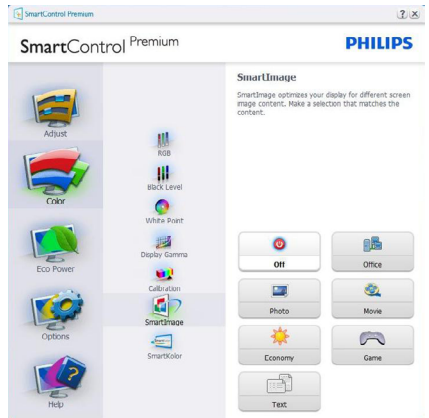 SmartControl Premium
SmartControl Premium
PHILIPS
Adjust
Color
Eco Power
Options
Help
RGB
Black Level
White Point
Display Gamma
Calibration
SmartImage
SmartKolor
SmartImage
SmartImage optimizes your display for different screen
image content. Make a selection that matches the
content.
Off
Office
Photo
Movie
Economy
Game
Text